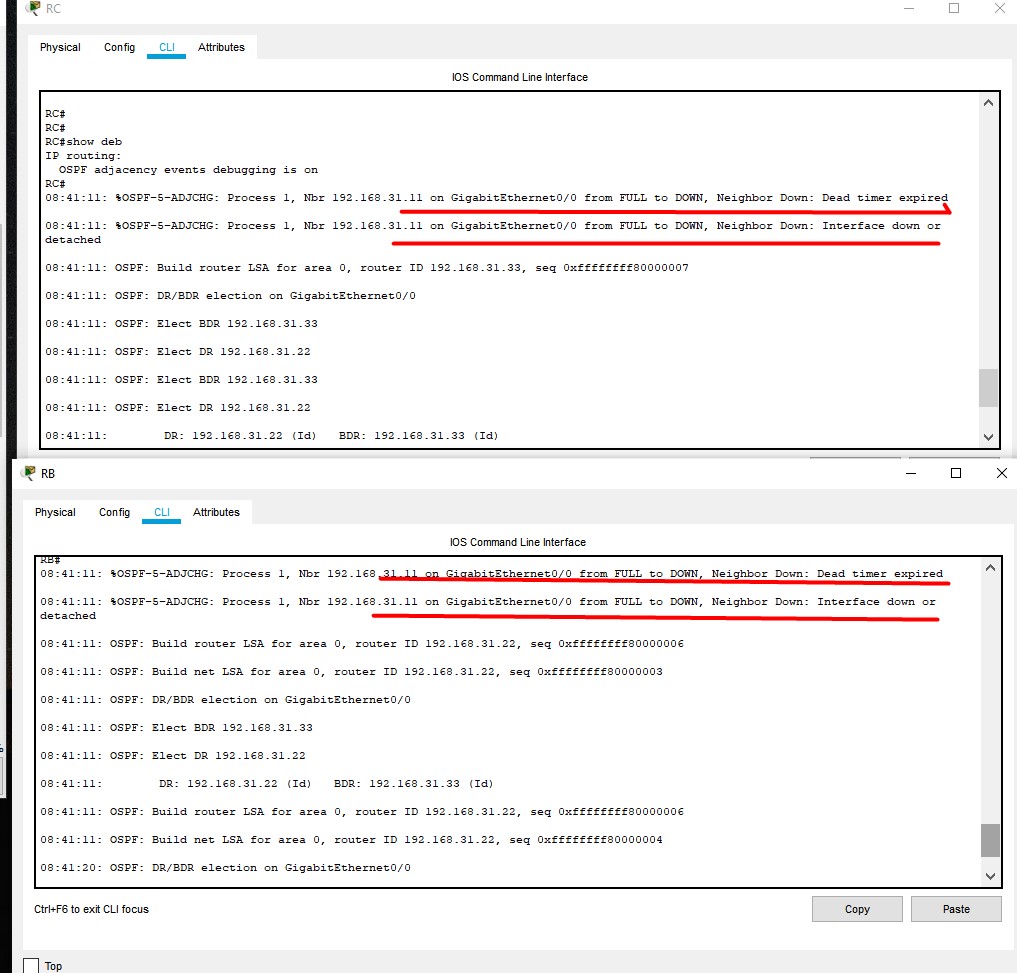 RC
Physical Config CLI Attributes
IOS Command Line Interface
RC#
RC#
RC#show deb
IP routing:
  OSPF adjacency events debugging is on
RC#
08:41:11: %OSPF-5-ADJCHG: Process 1, Nbr 192.168.31.11 on GigabitEthernet0/0 from FULL to DOWN, Neighbor Down: Dead timer expired
08:41:11: %OSPF-5-ADJCHG: Process 1, Nbr 192.168.31.11 on GigabitEthernet0/0 from FULL to DOWN, Neighbor Down: Interface down or
detached
08:41:11: OSPF: Build router LSA for area 0, router ID 192.168.31.33, seq 0xffffffff80000007
08:41:11: OSPF: DR/BDR election on GigabitEthernet0/0
08:41:11: OSPF: Elect BDR 192.168.31.33
08:41:11: OSPF: Elect DR 192.168.31.22
08:41:11: OSPF: Elect BDR 192.168.31.33
08:41:11: OSPF: Elect DR 192.168.31.22
08:41:11:        DR: 192.168.31.22 (Id)   BDR: 192.168.31.33 (Id)
RB
Physical Config CLI Attributes
IOS Command Line Interface
RB#
08:41:11: %OSPF-5-ADJCHG: Process 1, Nbr 192.168.31.11 on GigabitEthernet0/0 from FULL to DOWN, Neighbor Down: Dead timer expired
08:41:11: %OSPF-5-ADJCHG: Process 1, Nbr 192.168.31.11 on GigabitEthernet0/0 from FULL to DOWN, Neighbor Down: Interface down or
detached
08:41:11: OSPF: Build router LSA for area 0, router ID 192.168.31.22, seq 0xffffffff80000006
08:41:11: OSPF: Build net LSA for area 0, router ID 192.168.31.22, seq 0xffffffff80000003
08:41:11: OSPF: DR/BDR election on GigabitEthernet0/0
08:41:11: OSPF: Elect BDR 192.168.31.33
08:41:11: OSPF: Elect DR 192.168.31.22
08:41:11:        DR: 192.168.31.22 (Id)   BDR: 192.168.31.33 (Id)
08:41:11: OSPF: Build router LSA for area 0, router ID 192.168.31.22, seq 0xffffffff80000006
08:41:11: OSPF: Build net LSA for area 0, router ID 192.168.31.22, seq 0xffffffff80000004
08:41:20: OSPF: DR/BDR election on GigabitEthernet0/0
Ctrl+F6 to exit CLI focus
Copy Paste
Top